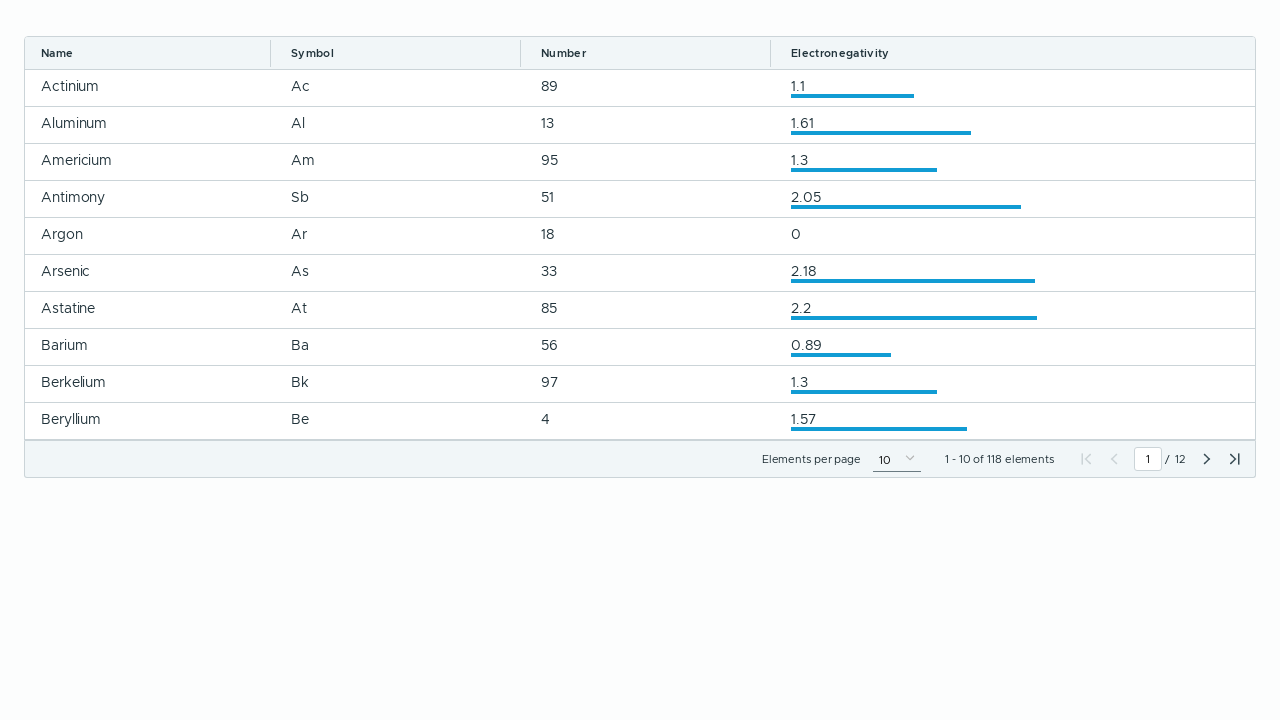 Name Symbol Number Electronegativity
Actinium Ac 89 1.1
Aluminum Al 13 1.61
Americium Am 95 1.3
Antimony Sb 51 2.05
Argon Ar 18 0
Arsenic As 33 2.18
Astatine At 85 2.2
Barium Ba 56 0.89
Berkelium Bk 97 1.3
Beryllium Be 4 1.57
Elements per page 10 1 - 10 of 118 elements 1 / 12